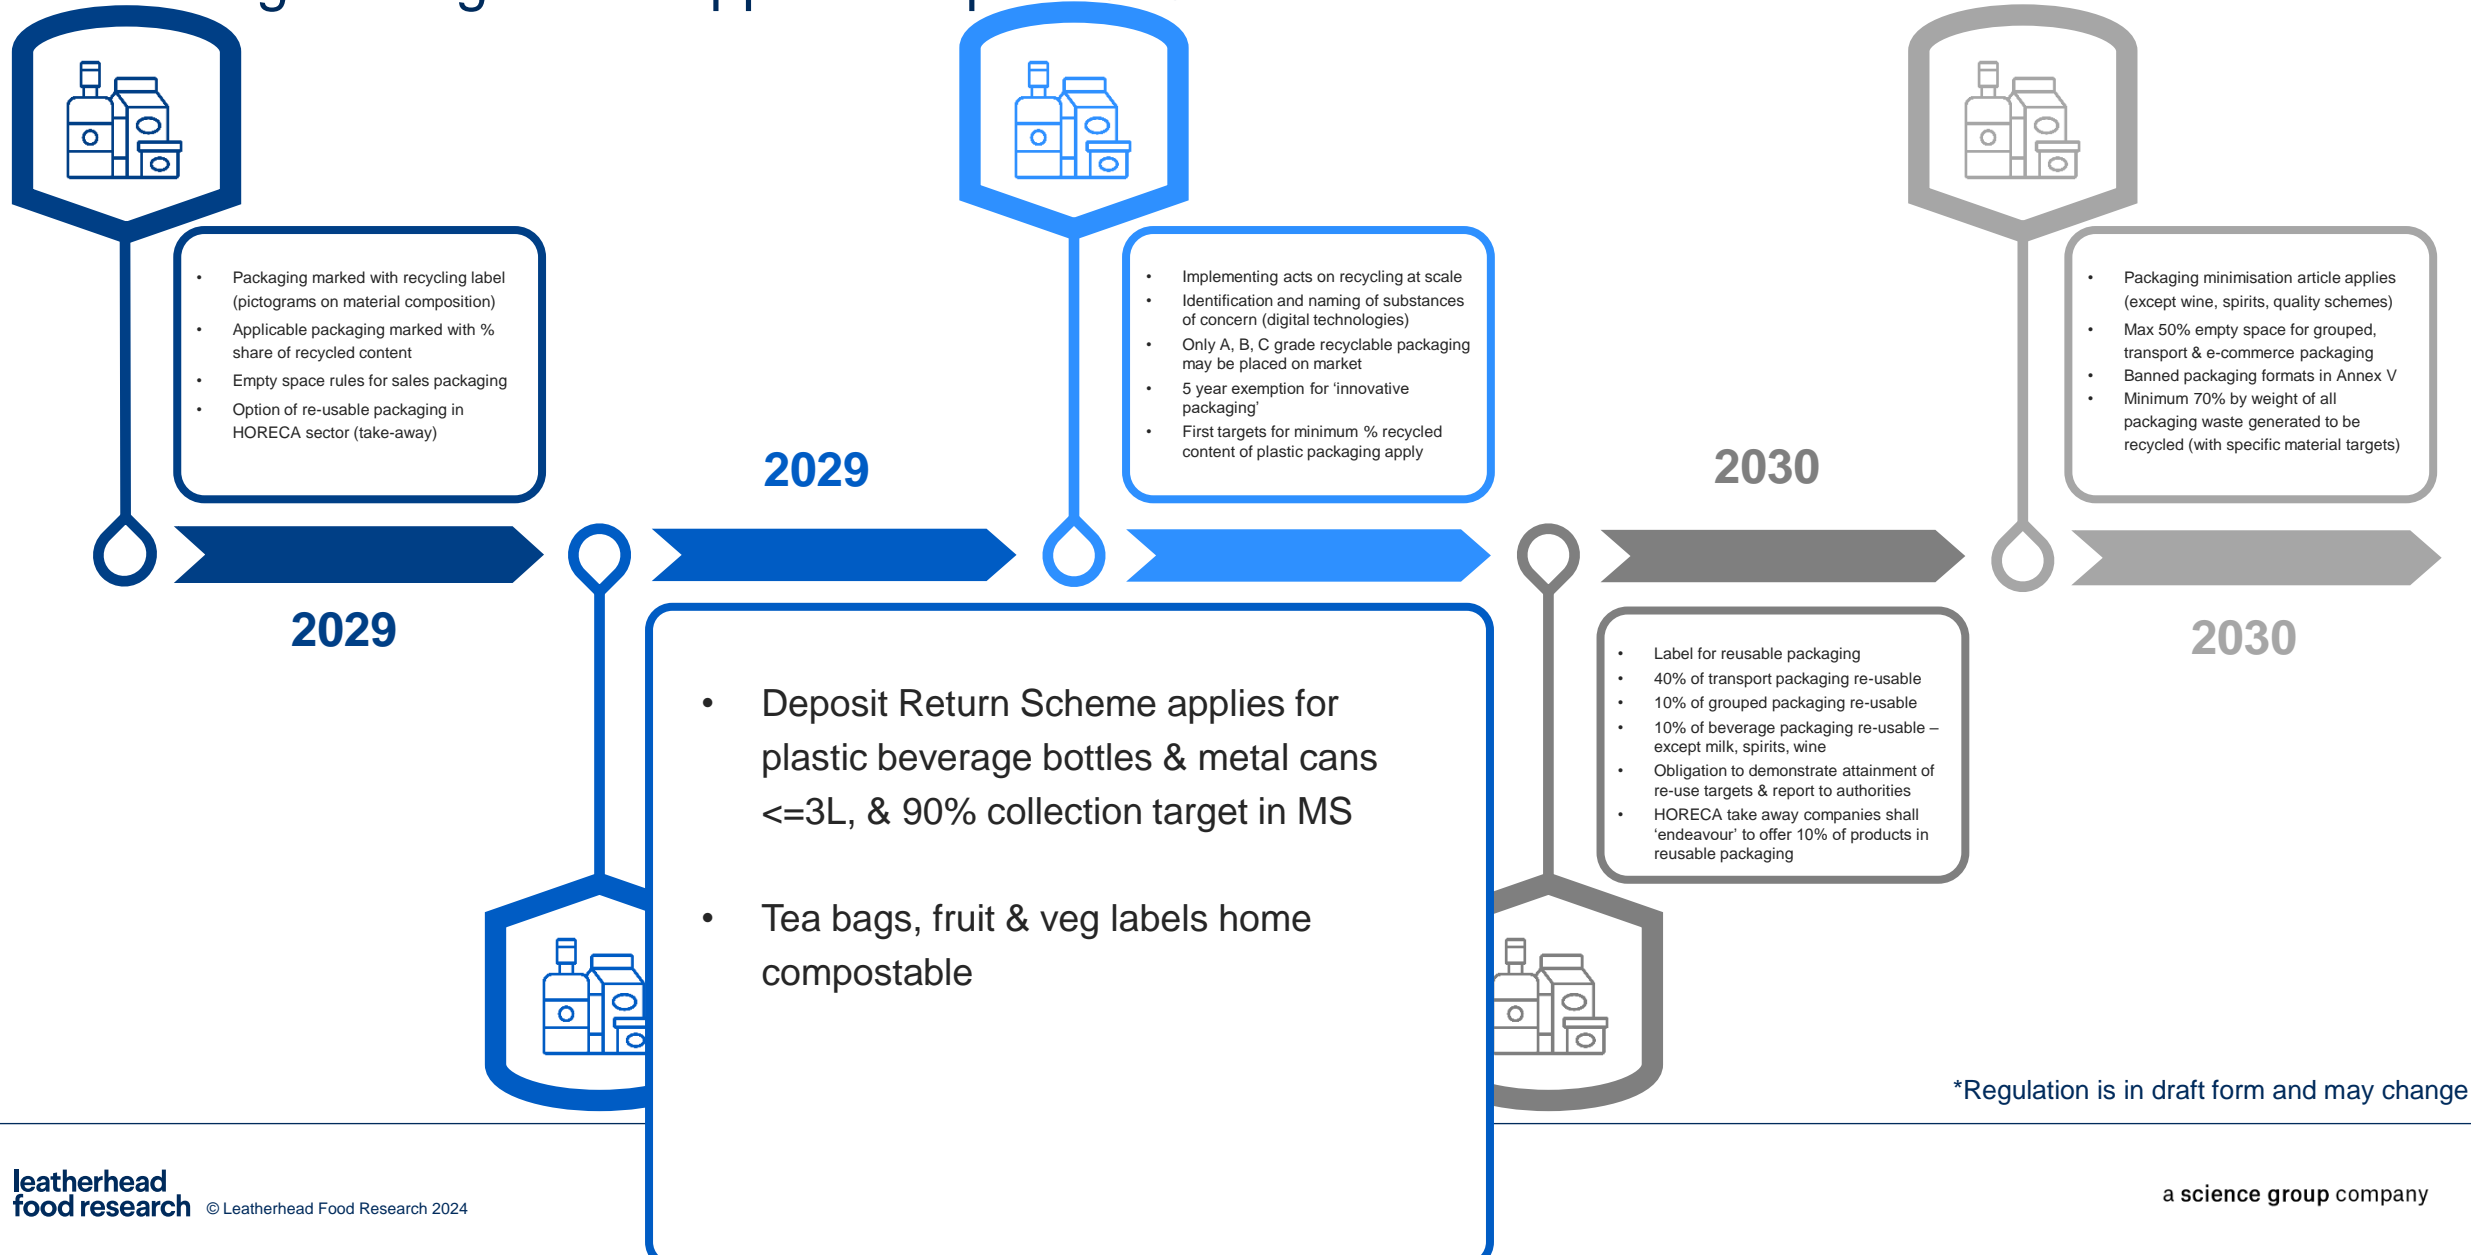 • Packaging marked with recycling label
(pictograms on material composition)
• Applicable packaging marked with %
share of recycled content
• Empty space rules for sales packaging
• Option of re-usable packaging in
HORECA sector (take-away)
2029
2029
• Deposit Return Scheme applies for
plastic beverage bottles & metal cans
<=3L, & 90% collection target in MS
• Tea bags, fruit & veg labels home
compostable
• Implementing acts on recycling at scale
• Identification and naming of substances
of concern (digital technologies)
• Only A, B, C grade recyclable packaging
may be placed on market
• 5 year exemption for ‘innovative
packaging’
• First targets for minimum % recycled
content of plastic packaging apply
2030
• Label for reusable packaging
• 40% of transport packaging re-usable
• 10% of grouped packaging re-usable
• 10% of beverage packaging re-usable –
except milk, spirits, wine
• Obligation to demonstrate attainment of
re-use targets & report to authorities
• HORECA take away companies shall
‘endeavour’ to offer 10% of products in
reusable packaging
• Packaging minimisation article applies
(except wine, spirits, quality schemes)
• Max 50% empty space for grouped,
transport & e-commerce packaging
• Banned packaging formats in Annex V
• Minimum 70% by weight of all
packaging waste generated to be
recycled (with specific material targets)
2030
*Regulation is in draft form and may change
leatherhead
food research
© Leatherhead Food Research 2024
a science group company